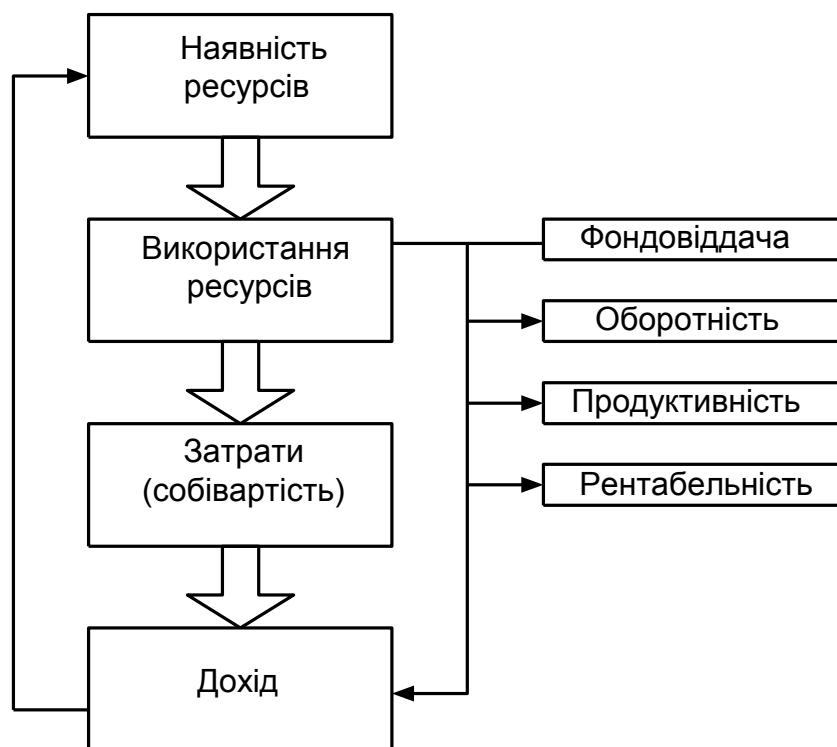 Наявність
ресурсів
Використання
ресурсів
Фондовіддача
Оборотність
Продуктивність
Рентабельність
Затрати
(собівартість)
Дохід